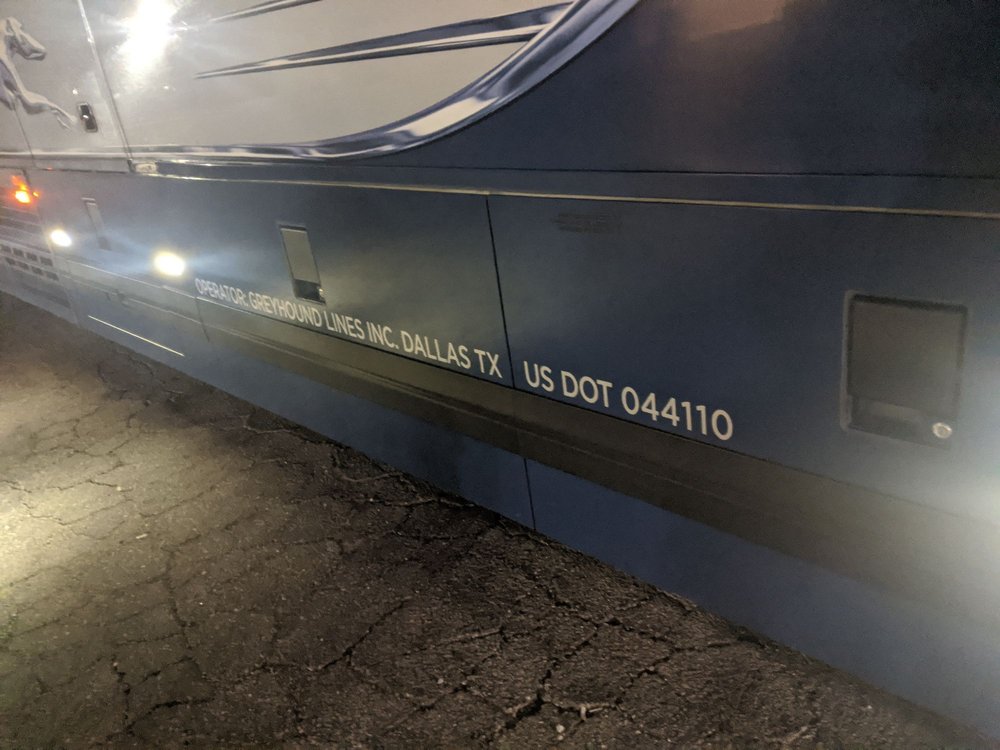 OPERATOR: GREYHOUND LINES INC. DALLAS TX US DOT 044110